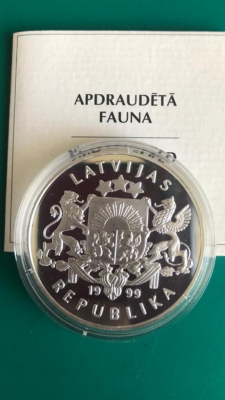 APDRAUDĒTĀ
FAUNA
LATVIJAS
19 99
REPUBLIKA